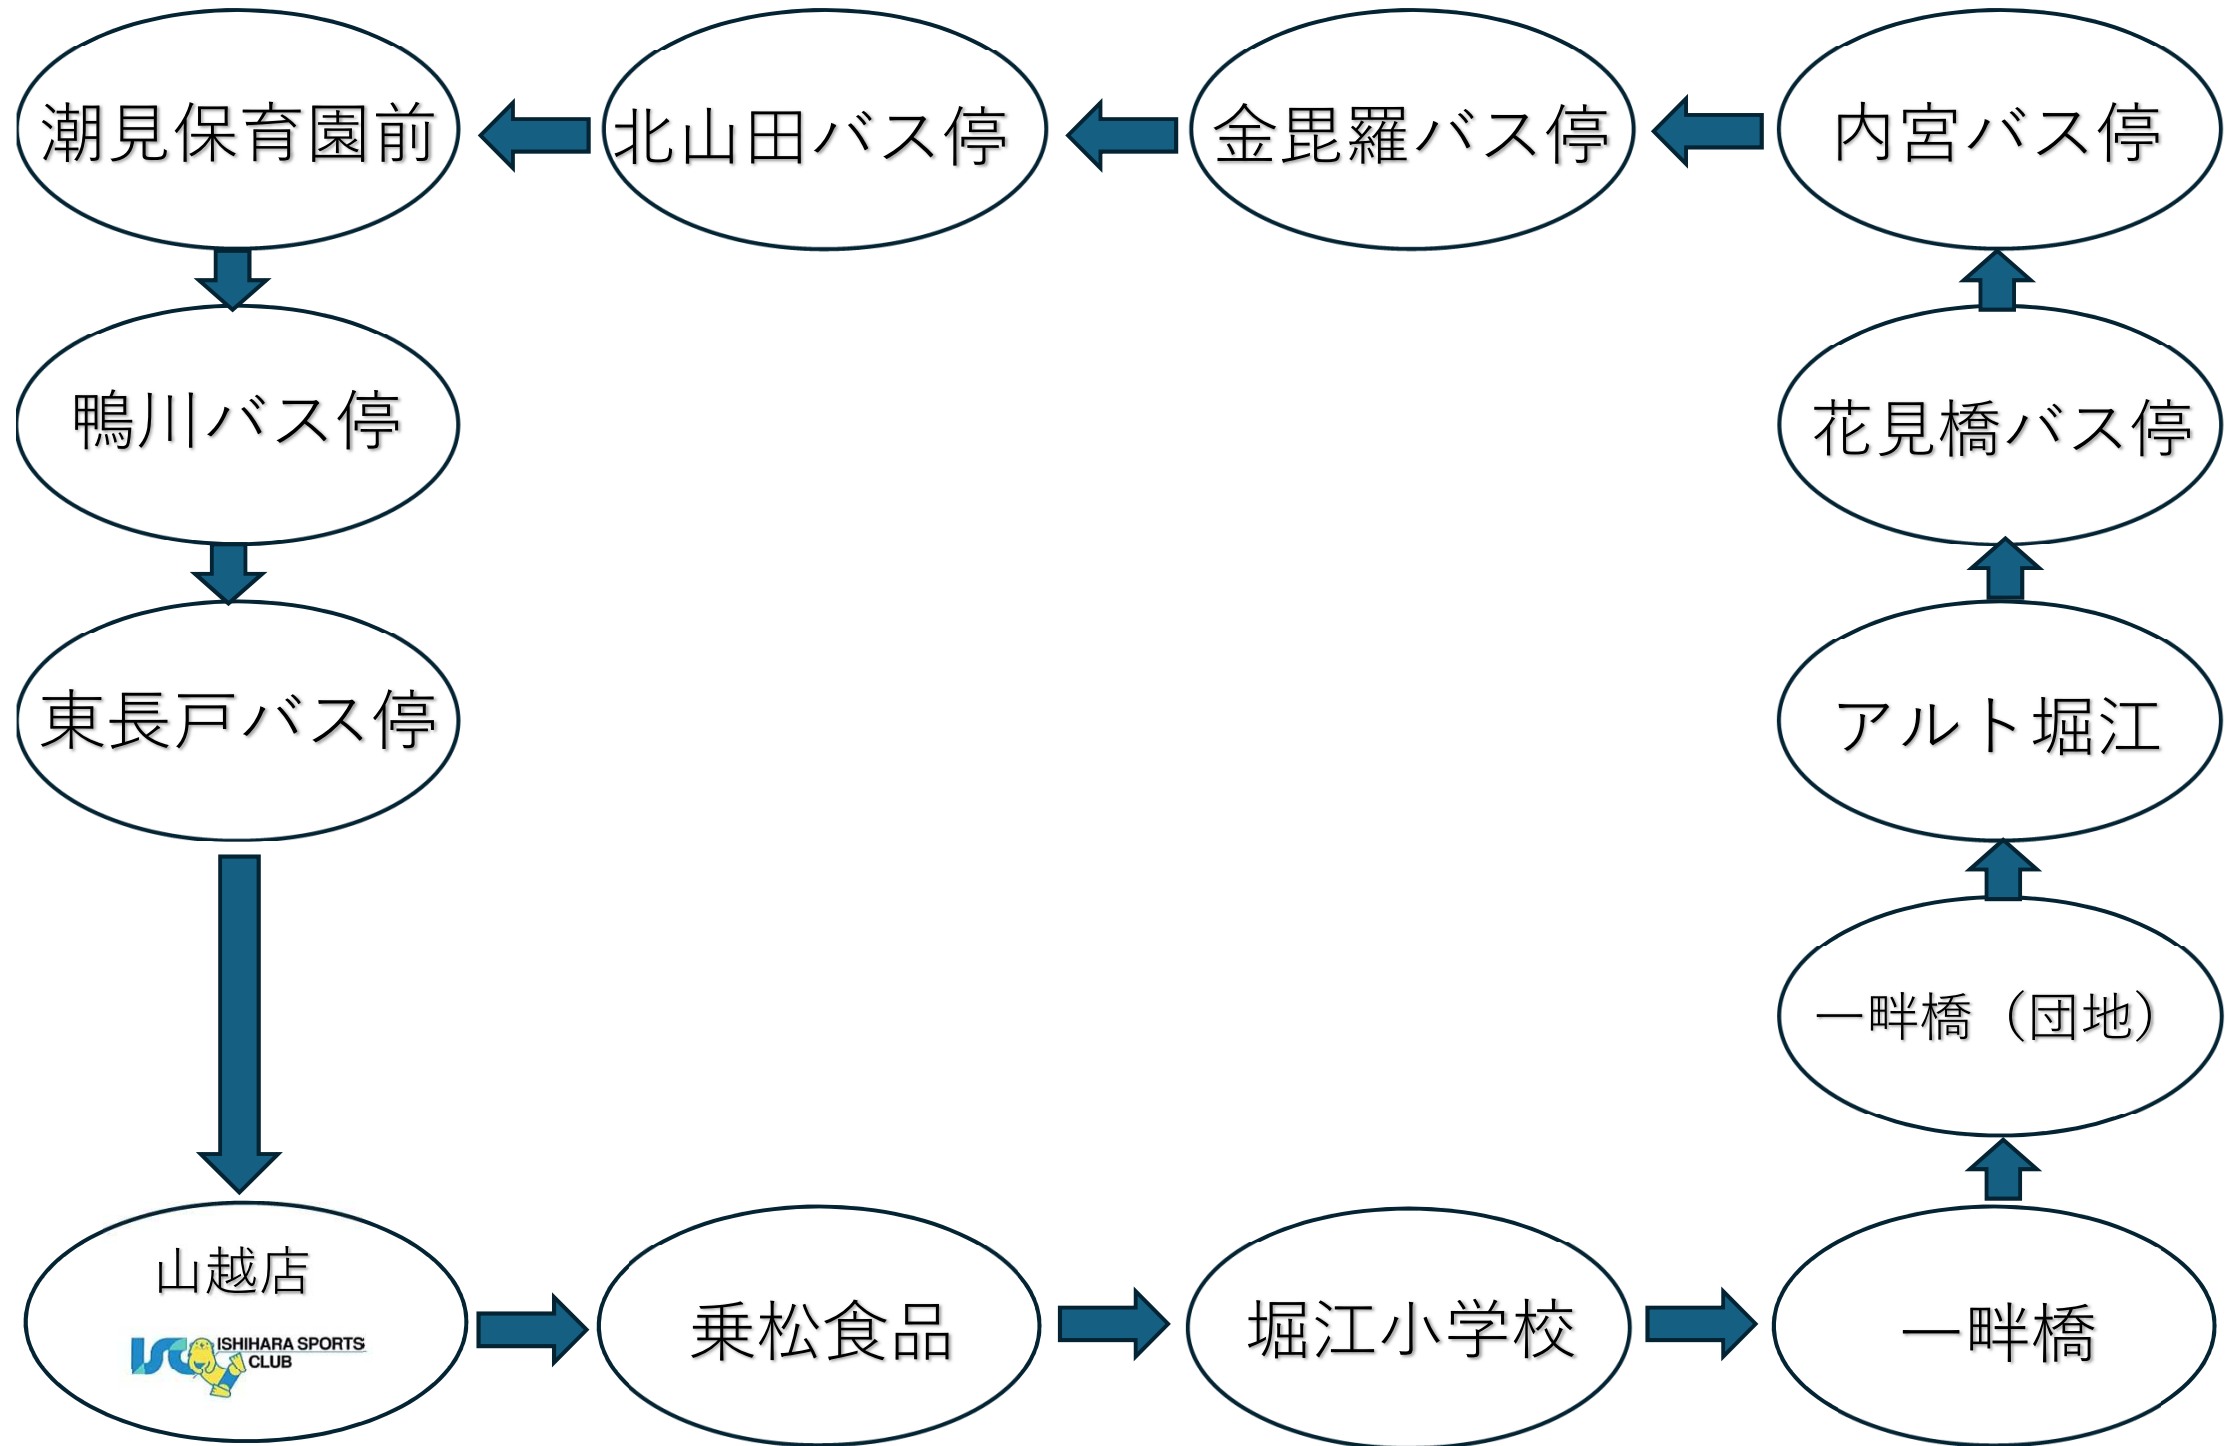 潮見保育園前
北山田バス停
金毘羅バス停
内宮バス停
鴨川バス停
花見橋バス停
東長戸バス停
アルト堀江
一畔橋（団地）
山越店
ISC
ISHIHARA SPORTS
CLUB
乗松食品
堀江小学校
一畔橋